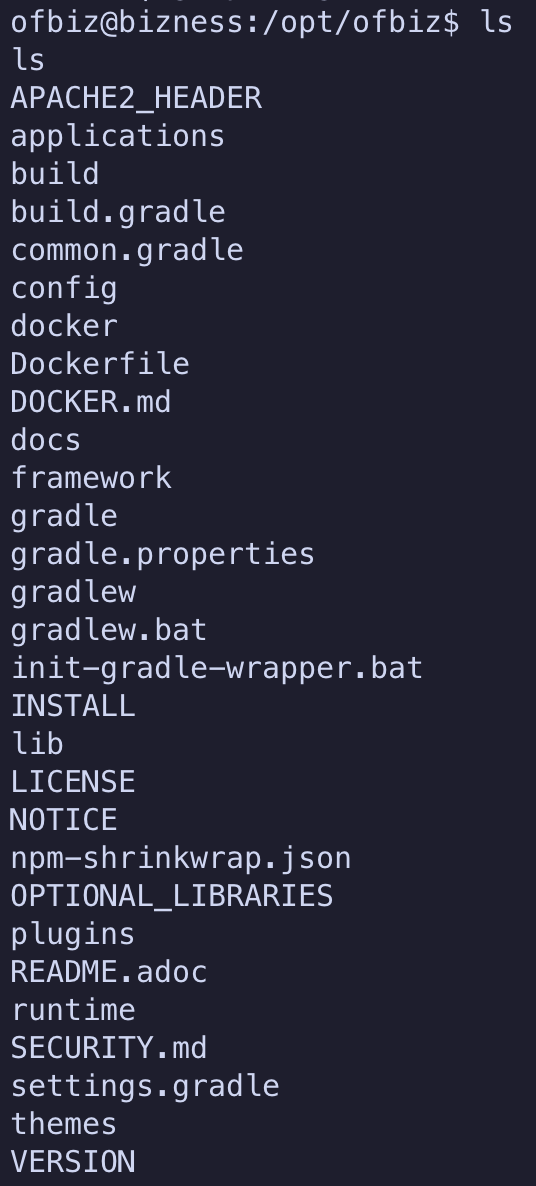 ofbiz@bizness:/opt/ofbiz$ ls
ls
APACHE2_HEADER
applications
build
build.gradle
common.gradle
config
docker
Dockerfile
DOCKER.md
docs
framework
gradle
gradle.properties
gradlew
gradlew.bat
init-gradle-wrapper.bat
INSTALL
lib
LICENSE
NOTICE
npm-shrinkwrap.json
OPTIONAL_LIBRARIES
plugins
README.adoc
runtime
SECURITY.md
settings.gradle
themes
VERSION